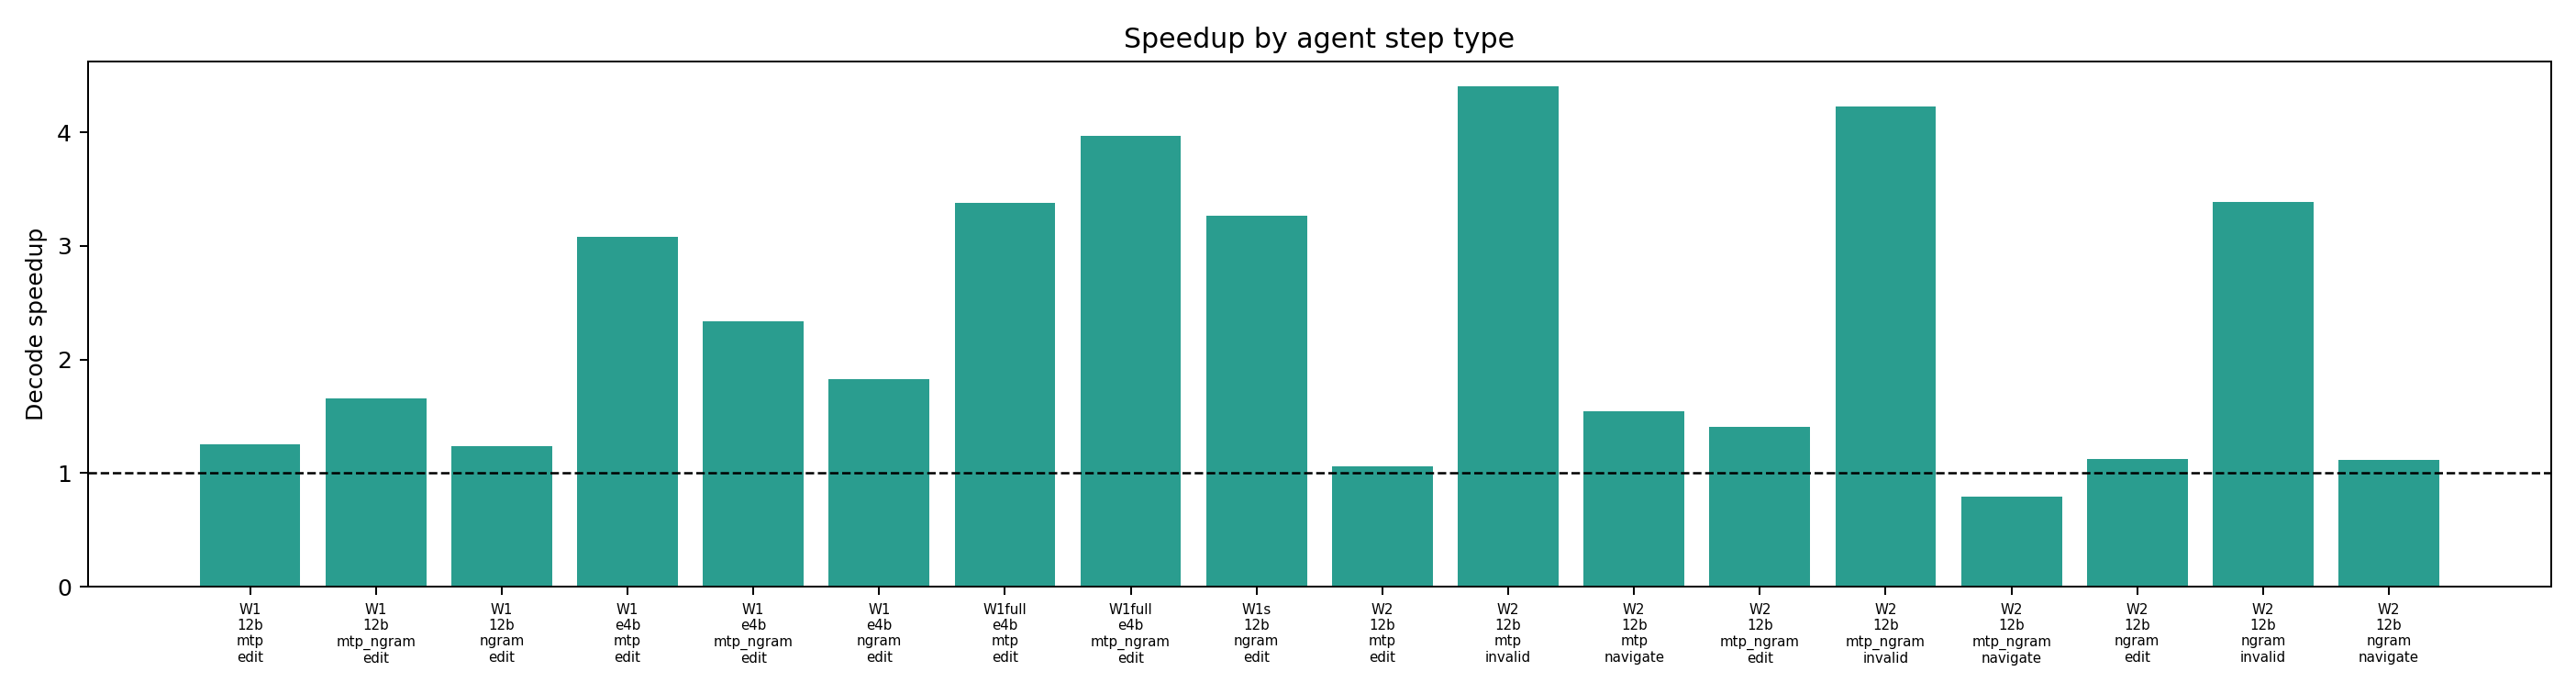 Speedup by agent step type
Decode speedup
4
3
2
1
0
W1
12b
mtp
edit
W1
12b
mtp_ngram
edit
W1
12b
ngram
edit
W1
e4b
mtp
edit
W1
e4b
mtp_ngram
edit
W1
e4b
ngram
edit
W1full
e4b
mtp
edit
W1full
e4b
mtp_ngram
edit
W1s
12b
ngram
edit
W2
12b
mtp
edit
W2
12b
mtp
invalid
W2
12b
mtp
navigate
W2
12b
mtp_ngram
edit
W2
12b
mtp_ngram
invalid
W2
12b
mtp_ngram
navigate
W2
12b
ngram
edit
W2
12b
ngram
invalid
W2
12b
ngram
navigate